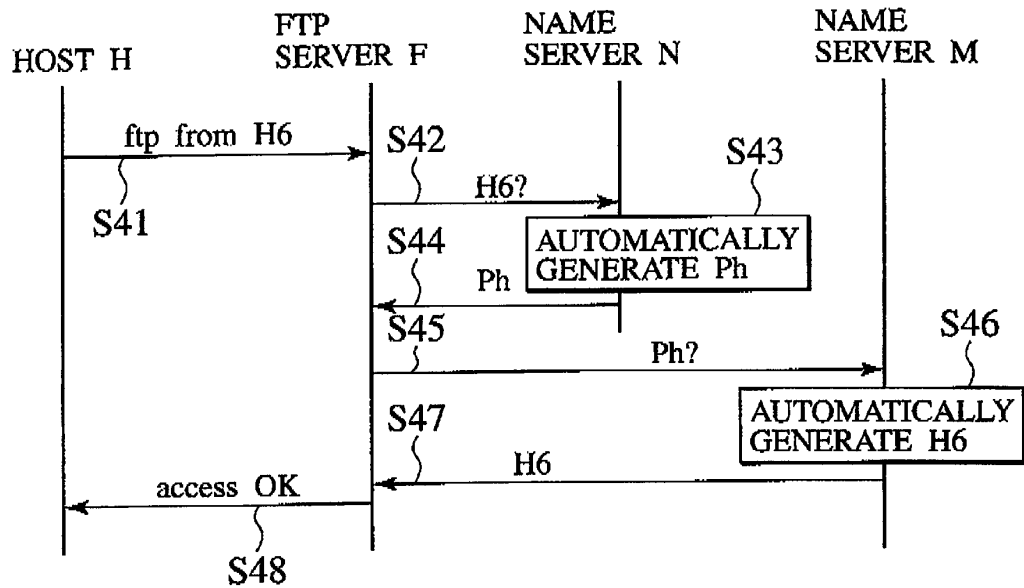 HOST H
FTP
SERVER F
NAME
SERVER N
NAME
SERVER M
ftp from H6
S41
S42
H6?
S43
AUTOMATICALLY
GENERATE Ph
S44
Ph
S45
Ph?
S46
AUTOMATICALLY
GENERATE H6
S47
H6
access OK
S48